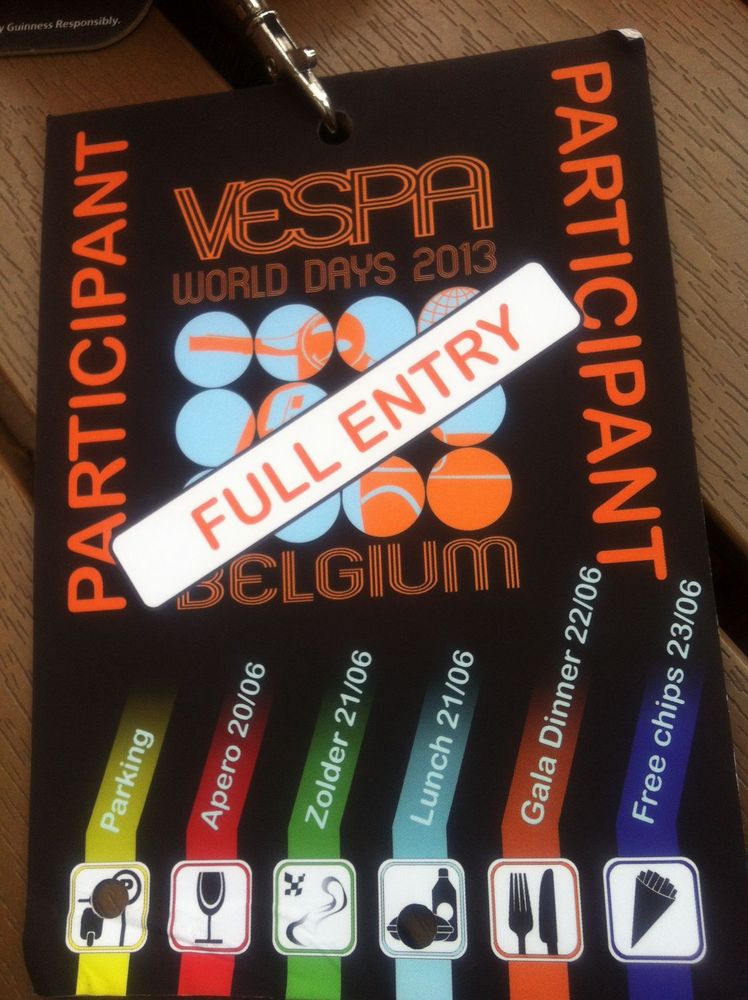 y Guinness Responsibly.
PARTICIPANT
PARTICIPANT
VESPA
WORLD DAYS 2013
FULL ENTRY
BELGIUM
Parking
Apero 20/06
Zolder 21/06
Lunch 21/06
Gala Dinner 22/06
Free chips 23/06